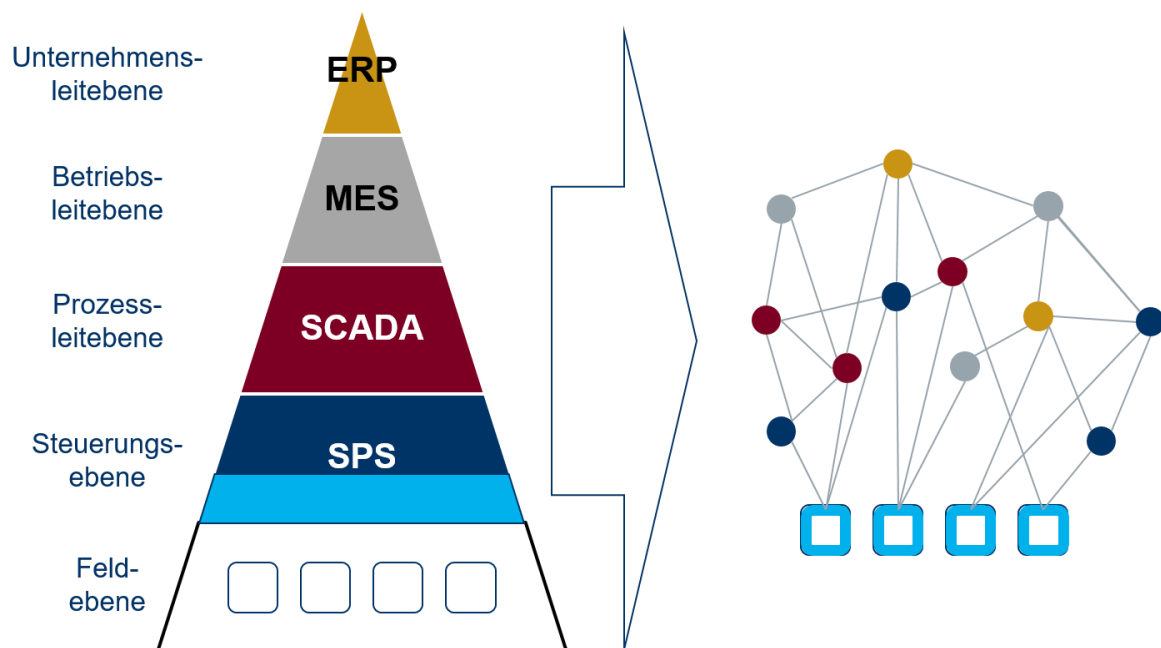 Unternehmens-
leitebene
ERP
Betriebs-
leitebene
MES
Prozess-
leitebene
SCADA
Steuerungs-
ebene
SPS
Feld-
ebene